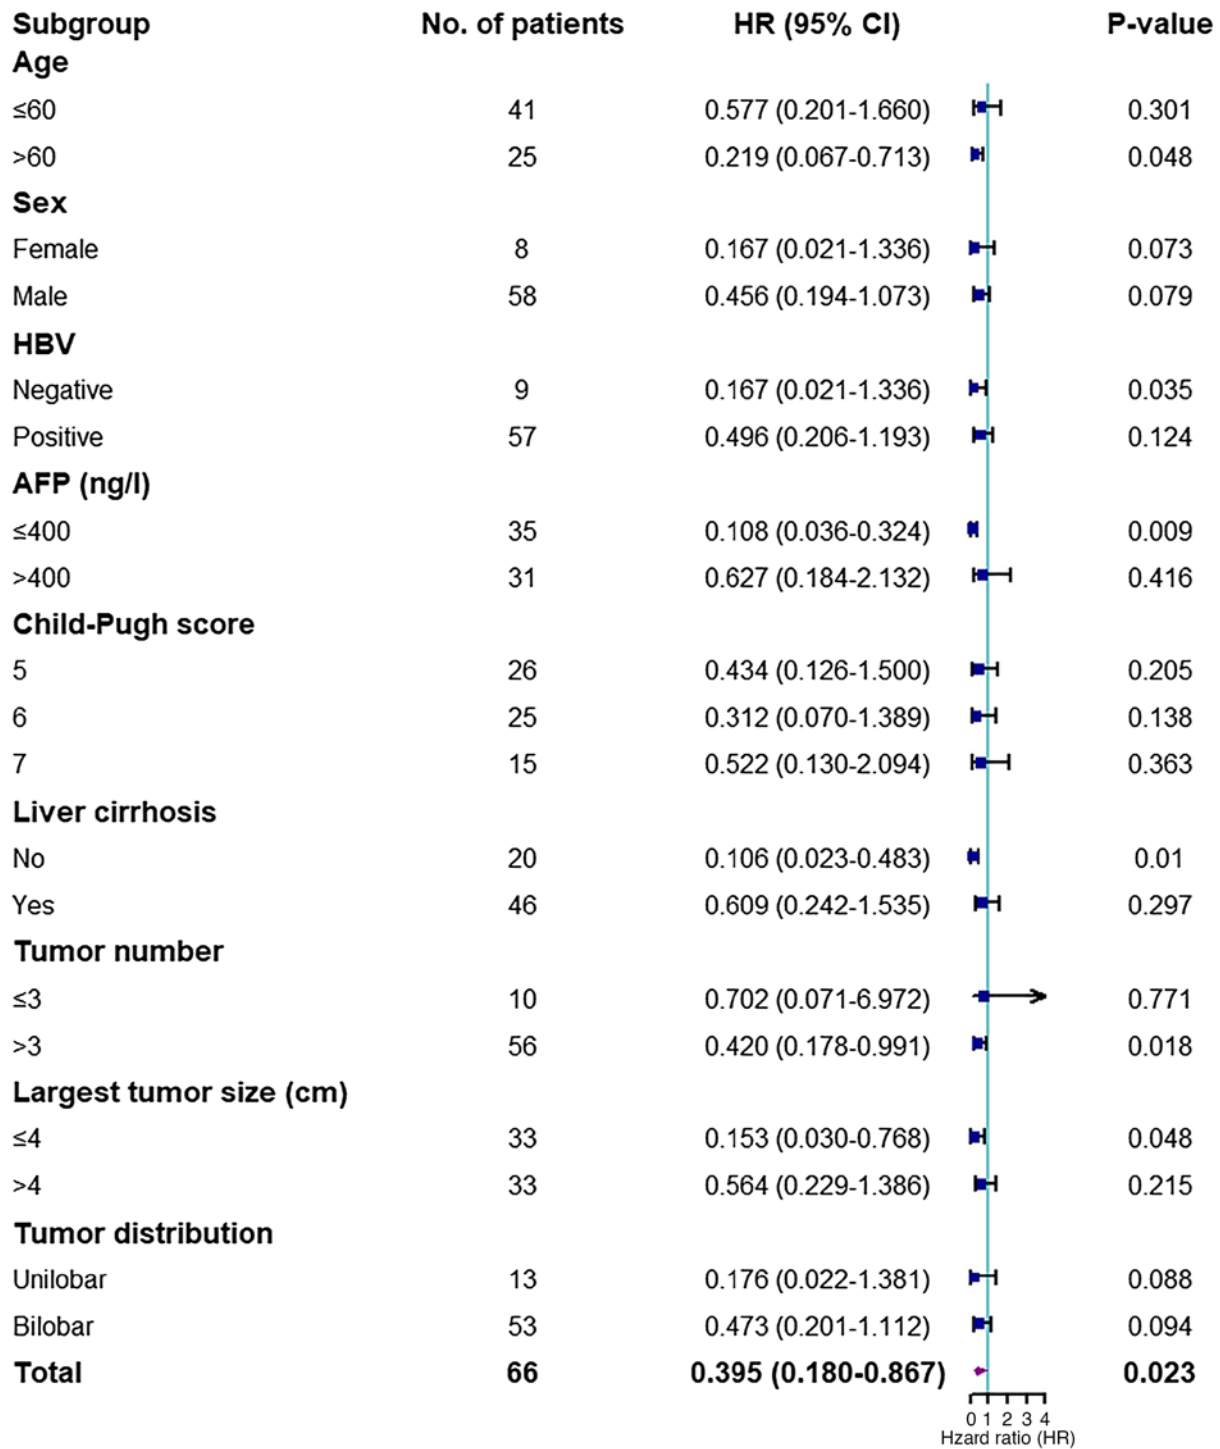 Subgroup No. of patients HR (95% CI) P-value
Age
≤60 41 0.577 (0.201-1.660) 0.301
>60 25 0.219 (0.067-0.713) 0.048
Sex
Female 8 0.167 (0.021-1.336) 0.073
Male 58 0.456 (0.194-1.073) 0.079
HBV
Negative 9 0.167 (0.021-1.336) 0.035
Positive 57 0.496 (0.206-1.193) 0.124
AFP (ng/l)
≤400 35 0.108 (0.036-0.324) 0.009
>400 31 0.627 (0.184-2.132) 0.416
Child-Pugh score
5 26 0.434 (0.126-1.500) 0.205
6 25 0.312 (0.070-1.389) 0.138
7 15 0.522 (0.130-2.094) 0.363
Liver cirrhosis
No 20 0.106 (0.023-0.483) 0.01
Yes 46 0.609 (0.242-1.535) 0.297
Tumor number
≤3 10 0.702 (0.071-6.972) 0.771
>3 56 0.420 (0.178-0.991) 0.018
Largest tumor size (cm)
≤4 33 0.153 (0.030-0.768) 0.048
>4 33 0.564 (0.229-1.386) 0.215
Tumor distribution
Unilobar 13 0.176 (0.022-1.381) 0.088
Bilobar 53 0.473 (0.201-1.112) 0.094
Total 66 0.395 (0.180-0.867) 0.023
0 1 2 3 4
Hzard ratio (HR)